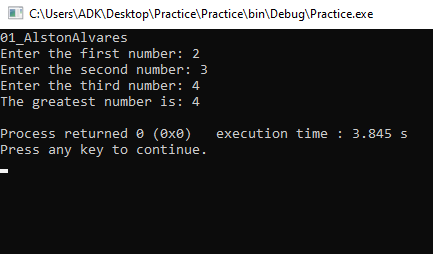 C:\Users\ADK\Desktop\Practice\Practice\bin\Debug\Practice.exe
01_AlstonAlvares
Enter the first number: 2
Enter the second number: 3
Enter the third number: 4
The greatest number is: 4
Process returned 0 (0x0)   execution time : 3.845 s
Press any key to continue.